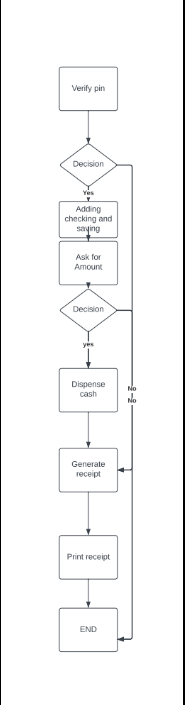 Verify pin
Decision
Yes
Adding
checking and
saving
Ask for
Amount
Decision
yes
Dispense
cash
No
No
Generate
receipt
Print receipt
END